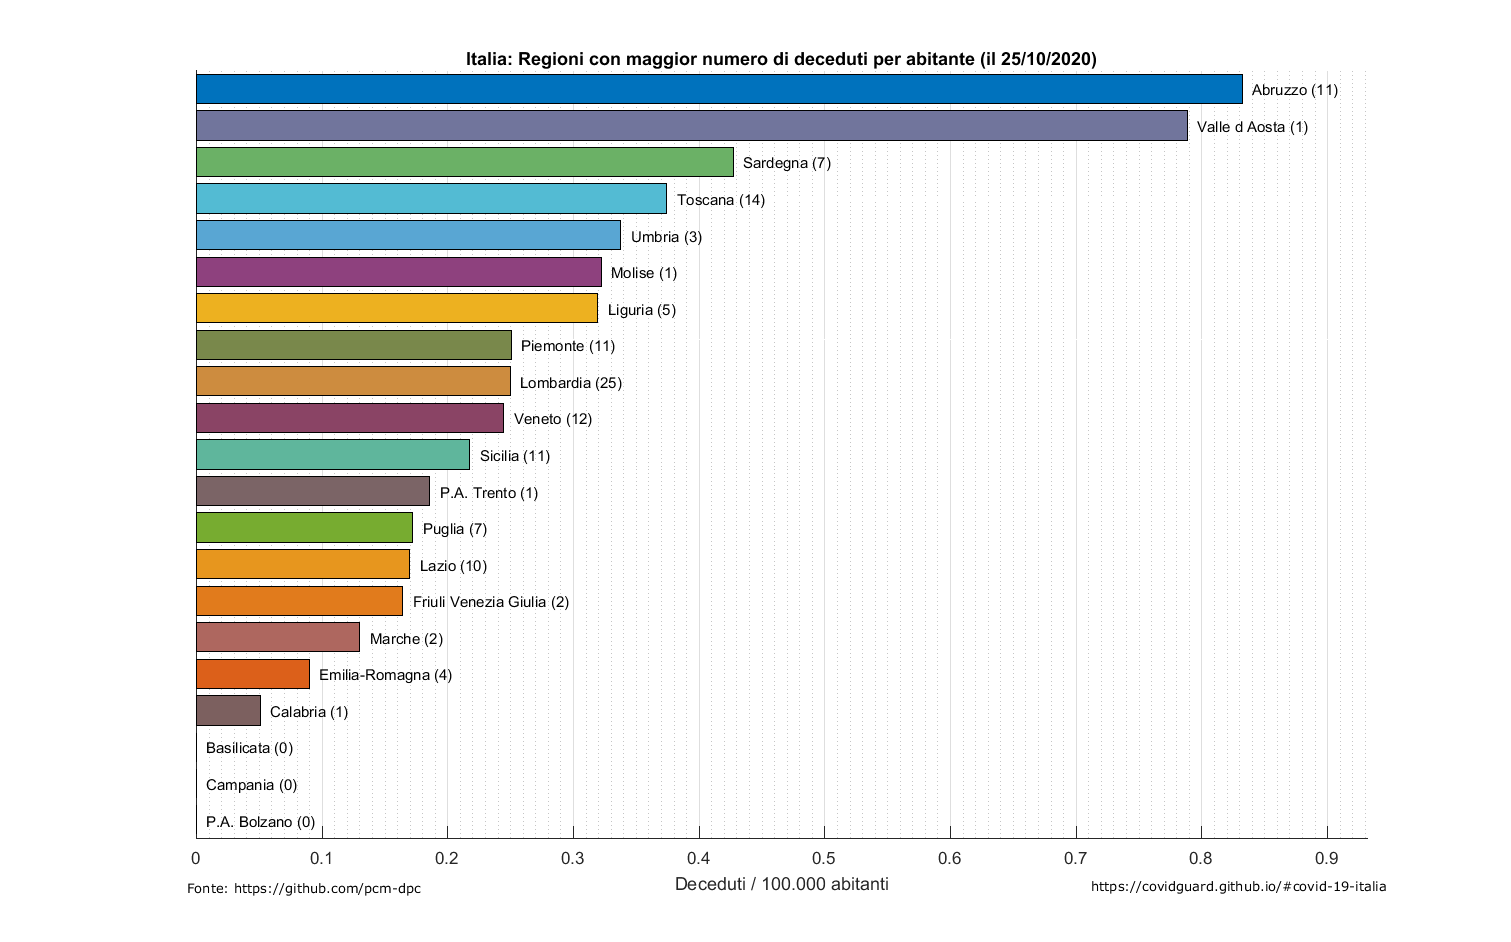 Italia: Regioni con maggior numero di deceduti per abitante (il 25/10/2020)
Abruzzo (11)
Valle d Aosta (1)
Sardegna (7)
Toscana (14)
Umbria (3)
Molise (1)
Liguria (5)
Piemonte (11)
Lombardia (25)
Veneto (12)
Sicilia (11)
P.A. Trento (1)
Puglia (7)
Lazio (10)
Friuli Venezia Giulia (2)
Marche (2)
Emilia-Romagna (4)
Calabria (1)
Basilicata (0)
Campania (0)
P.A. Bolzano (0)
0 0.1 0.2 0.3 0.4 0.5 0.6 0.7 0.8 0.9
Deceduti / 100.000 abitanti
Fonte: https://github.com/pcm-dpc
https://covidguard.github.io/#covid-19-italia